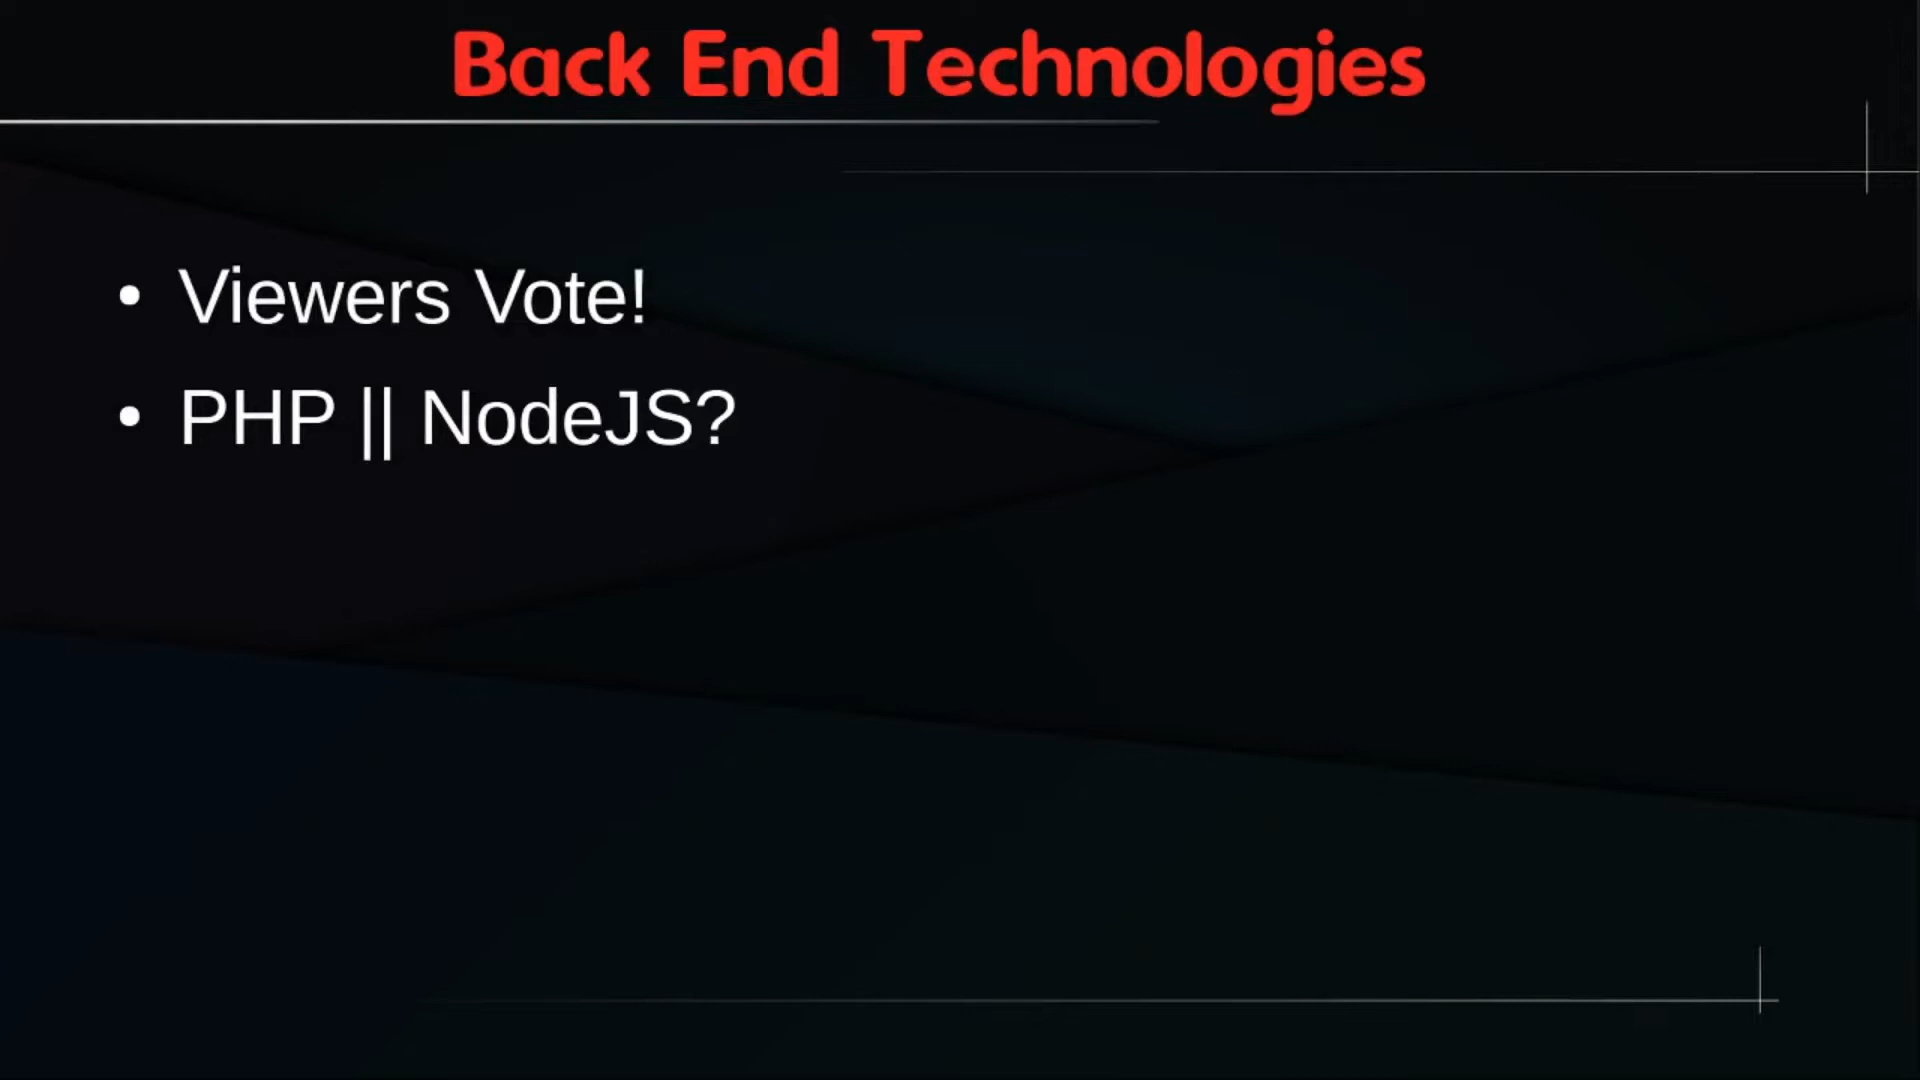 Back End Technologies
• Viewers Vote!
• PHP || NodeJS?